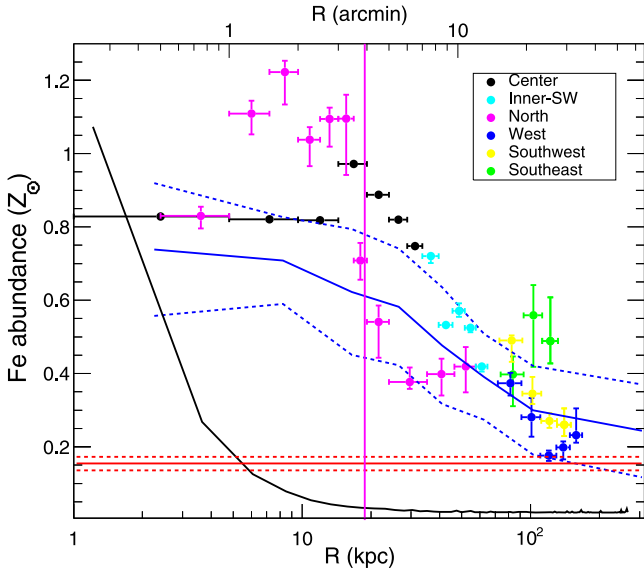 R (arcmin)
1 10
1.2
1
0.8
0.6
0.4
0.2
Fe abundance (Z⊙)
Center
Inner-SW
North
West
Southwest
Southeast
1 10 10²
R (kpc)